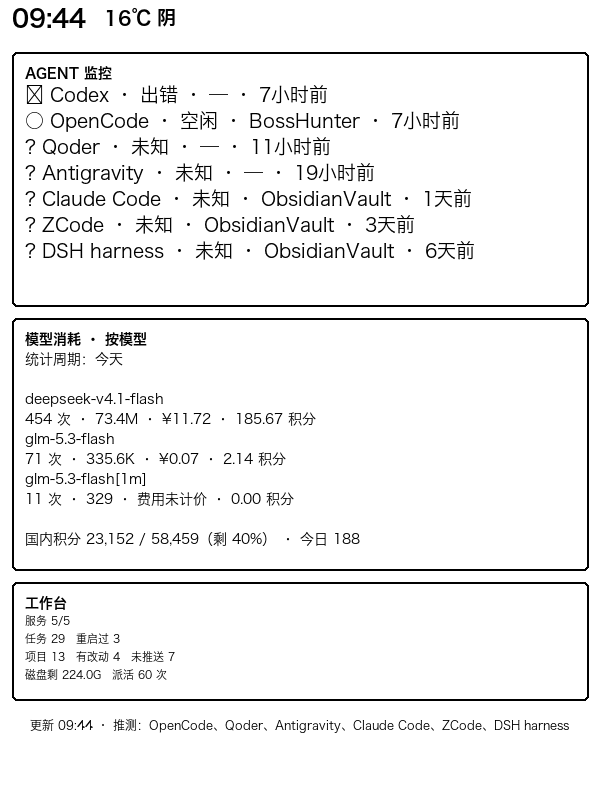 09:44 16℃ 阴
AGENT 监控
☒ Codex · 出错 · — · 7小时前
○ OpenCode · 空闲 · BossHunter · 7小时前
? Qoder · 未知 · — · 11小时前
? Antigravity · 未知 · — · 19小时前
? Claude Code · 未知 · ObsidianVault · 1天前
? ZCode · 未知 · ObsidianVault · 3天前
? DSH harness · 未知 · ObsidianVault · 6天前
模型消耗 · 按模型
统计周期：今天
deepseek-v4.1-flash
454 次 · 73.4M · ¥11.72 · 185.67 积分
glm-5.3-flash
71 次 · 335.6K · ¥0.07 · 2.14 积分
glm-5.3-flash[1m]
11 次 · 329 · 费用未计价 · 0.00 积分
国内积分 23,152 / 58,459（剩 40%） · 今日 188
工作台
服务 5/5
任务 29 重启过 3
项目 13 有改动 4 未推送 7
磁盘剩 224.0G 派活 60 次
更新 09:44 · 推测：OpenCode、Qoder、Antigravity、Claude Code、ZCode、DSH harness